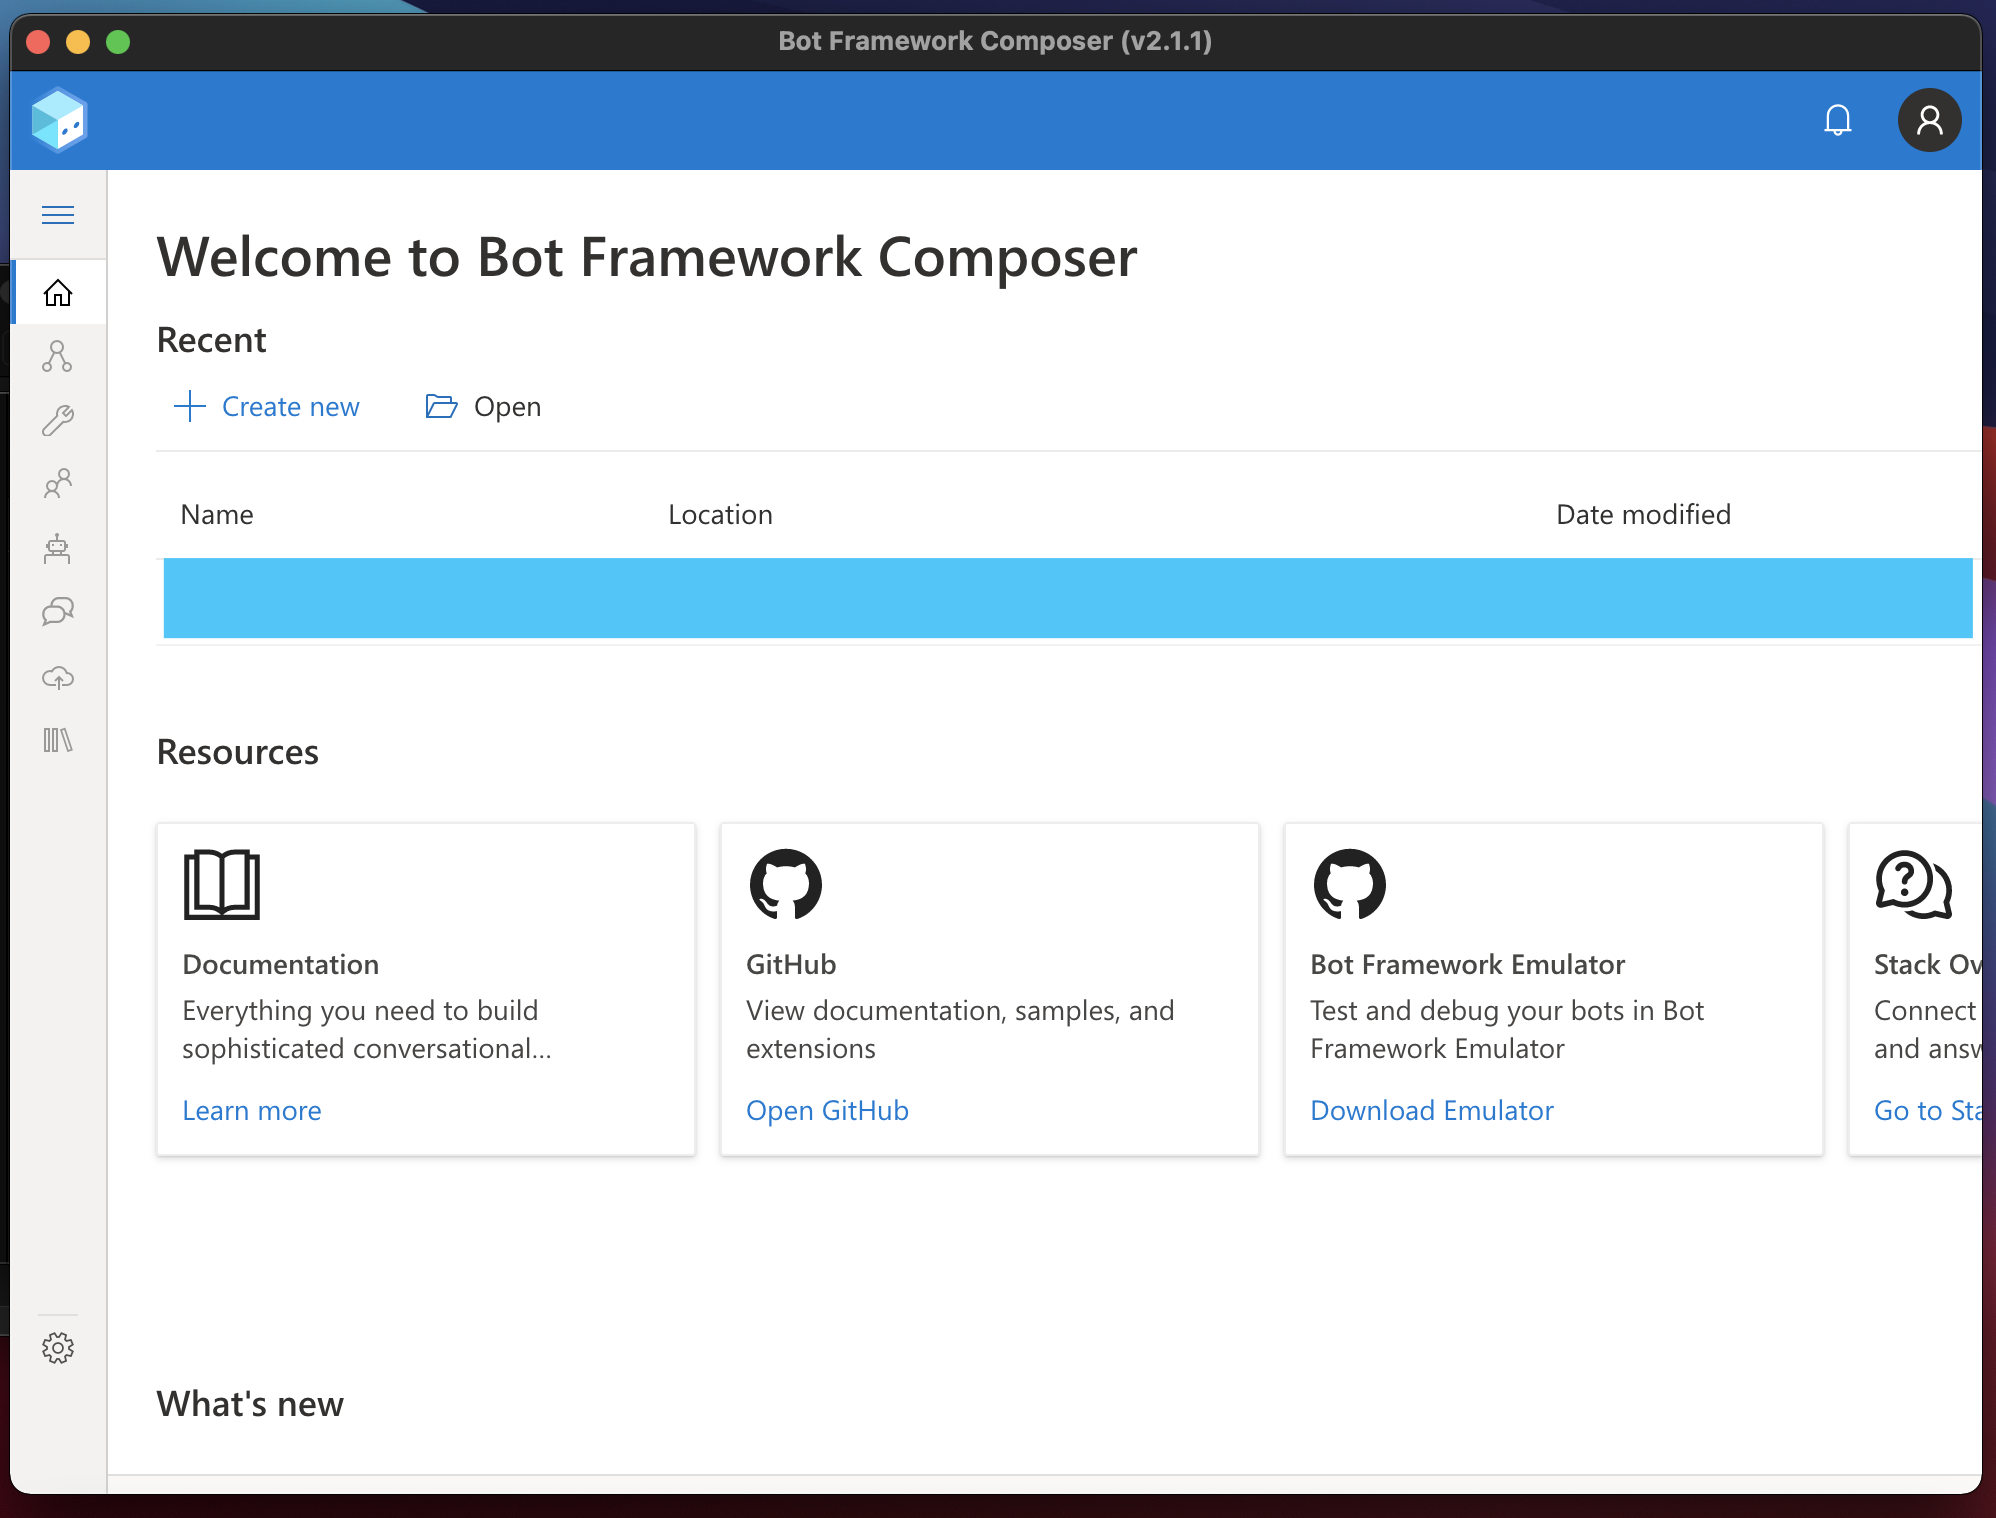 Bot Framework Composer (v2.1.1)
Welcome to Bot Framework Composer
Recent
Create new
Open
Name
Location
Date modified
Resources
Documentation
Everything you need to build
sophisticated conversational...
Learn more
GitHub
View documentation, samples, and
extensions
Open GitHub
Bot Framework Emulator
Test and debug your bots in Bot
Framework Emulator
Download Emulator
Stack Ov
Connect
and answ
Go to Sta
What's new